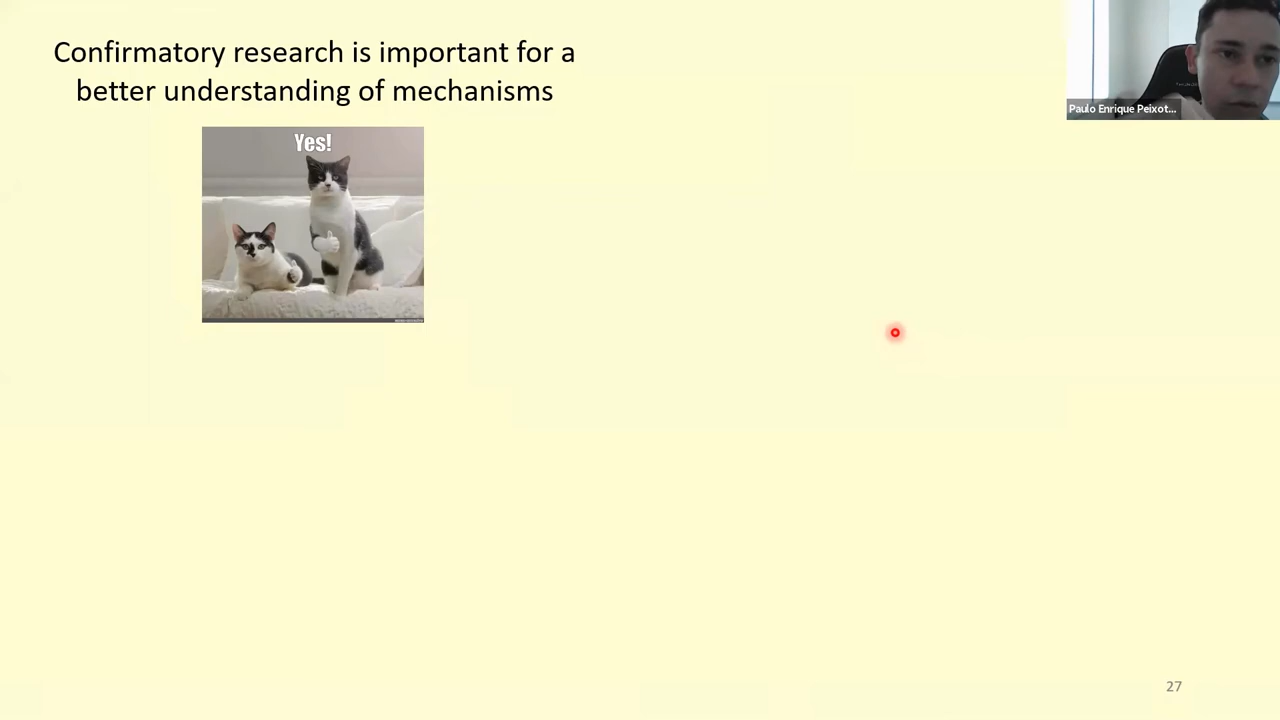 Confirmatory research is important for a
better understanding of mechanisms
Yes!
Paulo Enrique Peixot...
27